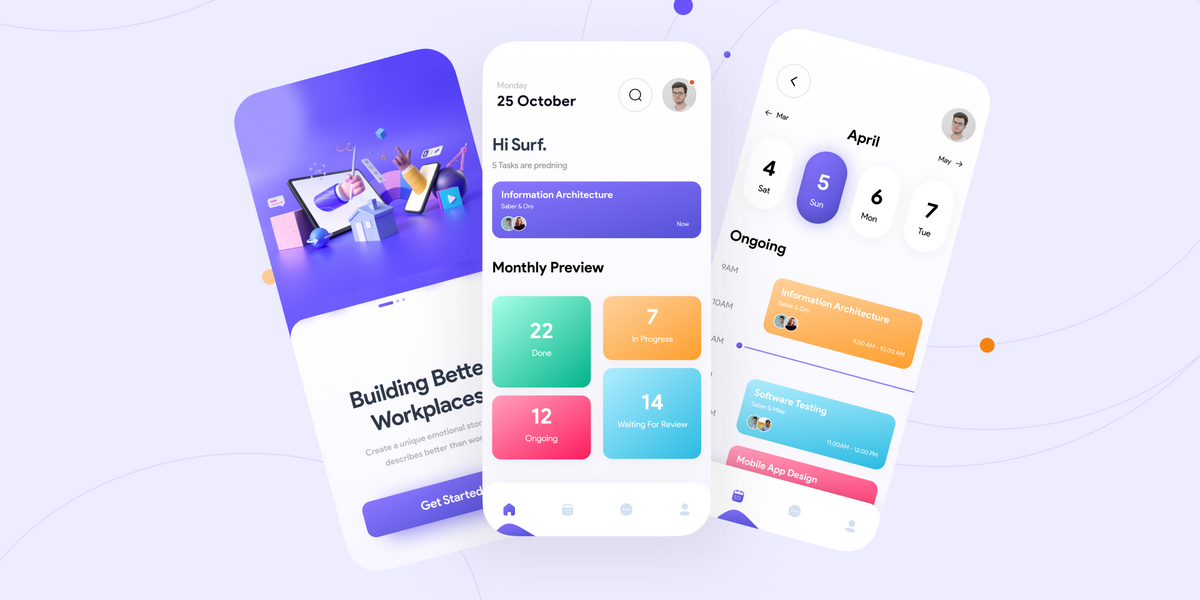 Building Bette
Workplaces
Create a unique emotional stor
describes better than wor
Get Started
Monday
25 October
Hi Surf.
5 Tasks are predning
Information Architecture
Saber & Oro
Now
Monthly Preview
22
Done
7
In Progress
12
Ongoing
14
Waiting For Review
Mar
April
May
4
Sat
5
Sun
6
Mon
7
Tue
Ongoing
9AM
10AM
AM
Information Architecture
Saber & Oro
9.00 AM - 10.00 AM
Software Testing
Saber & Mike
11.00AM - 12.00 PM
Mobile App Design